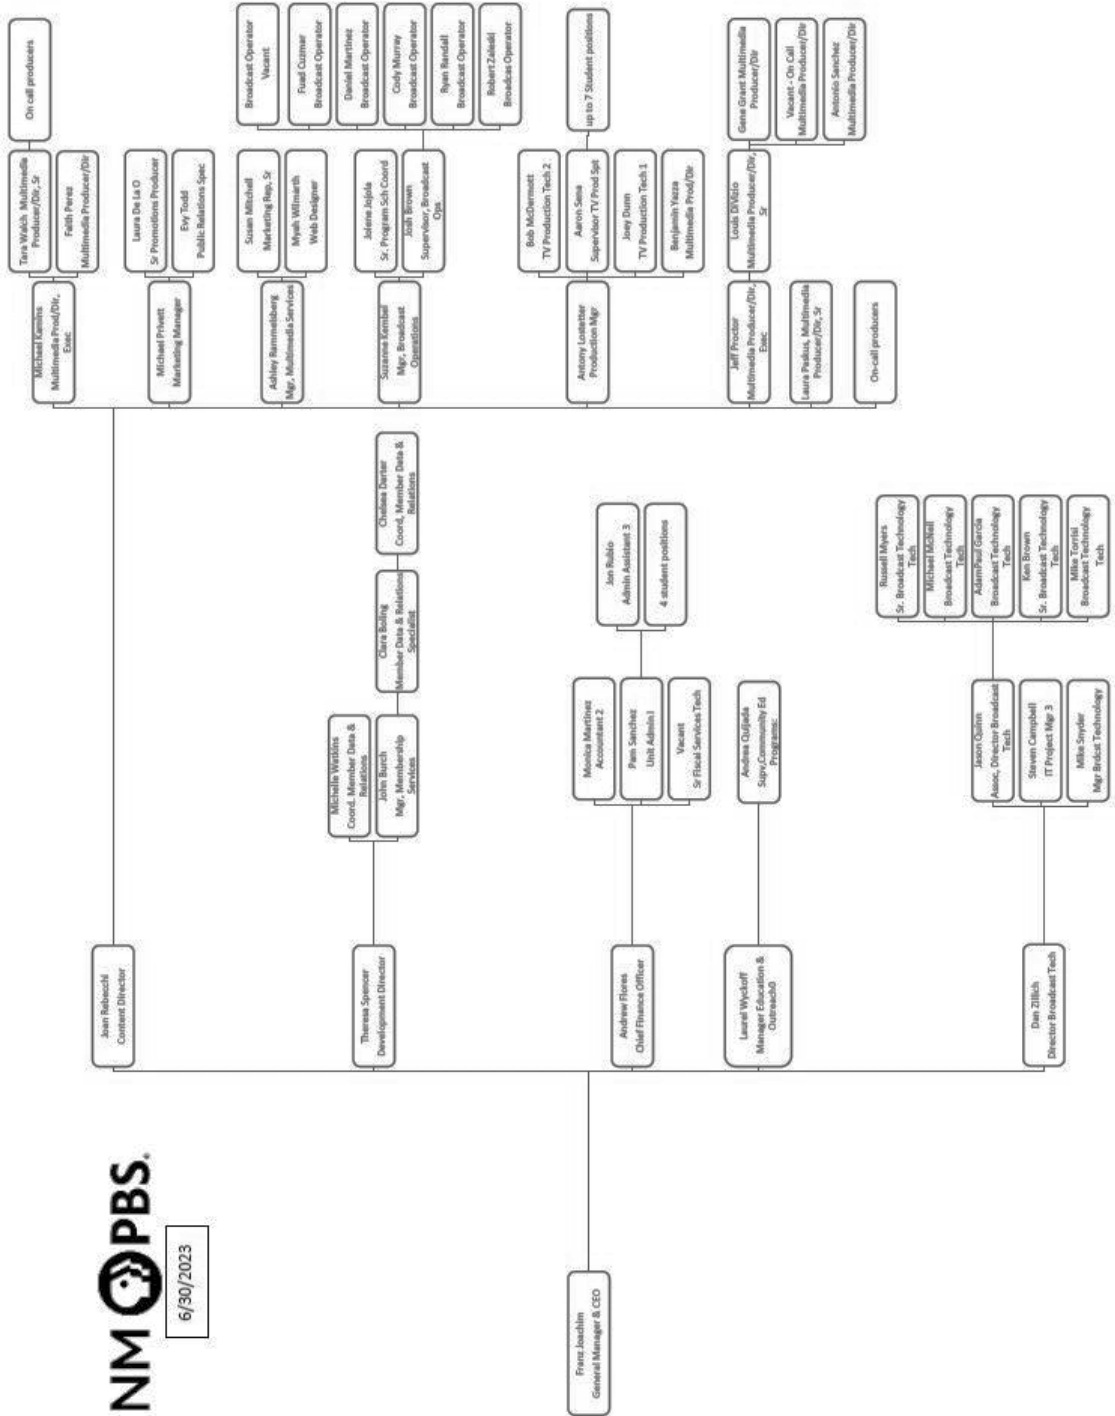 NM PBS.
6/30/2023
Franz Joachim
General Manager & CEO
Joan Rebecchi
Content Director
Theresa Spencer
Development Director
Andrew Flores
Chief Finance Officer
Laurel Wyckoff
Manager Education &
Outreach0
Dan Zillich
Director Broadcast Tech
Michelle Watkins
Coord. Member Data &
Relations
John Burch
Mgr, Membership
Services
Clara Boling
Member Data & Relations
Specialist
Chelsea Darter
Coord, Member Data &
Relations
Monica Martinez
Accountant 2
Pam Sanchez
Unit Admin I
Vacant
Sr Fiscal Services Tech
Jon Rubio
Admin Assistant 3
4 student positions
Andrea Quijada
Supv,Community Ed
Programs:
Jason Quinn
Assoc, Director Broadcast
Tech
Steven Campbell
IT Project Mgr 3
Mike Snyder
Mgr Brdcst Technology
Russell Myers
Sr. Broadcast Technology
Tech
Michael McNeil
Broadcast Technology
Tech
AdamPaul Garcia
Broadcast Technology
Tech
Ken Brown
Sr. Broadcast Technology
Tech
Mike Torrisi
Broadcast Technology
Tech
Michael Kamins
Multimedia Prod/Dir,
Exec
Tara Walch Multimedia
Producer/Dir, Sr
Faith Perez
Multimedia Producer/Dir
On call producers
Michael Privett
Marketing Manager
Laura De La O
Sr Promotions Producer
Evy Todd
Public Relations Spec
Ashley Rammelsberg
Mgr, Multimedia Services
Susan Mitchell
Marketing Rep, Sr
Myah Wilmarth
Web Designer
Suzanne Kembel
Mgr, Broadcast
Operations
Jolene Jojola
Sr. Program Sch Coord
Josh Brown
Supervisor, Broadcast
Ops
Broadcast Operator
Vacant
Fuad Cuzmar
Broadcast Operator
Daniel Martinez
Broadcast Operator
Cody Murray
Broadcast Operator
Ryan Randall
Broadcast Operator
Robert Zaleski
Broadcas Operator
Antony Lostetter
Production Mgr
Bob McDermott
TV Production Tech 2
Aaron Sena
Supervisor TV Prod Spt
Joey Dunn
TV Production Tech 1
Benjamin Yazza
Multimedia Prod/Dir
up to 7 Student positions
Jeff Proctor
Multimedia Producer/Dir,
Exec
Louis DiVizio
Multimedia Producer/Dir,
Sr
Gene Grant Multimedia
Producer/Dir
Vacant - On Call
Multimedia Producer/Dir
Antonio Sanchez
Multimedia Producer/Dir
Laura Paskus, Multimedia
Producer/Dir, Sr
On-call producers